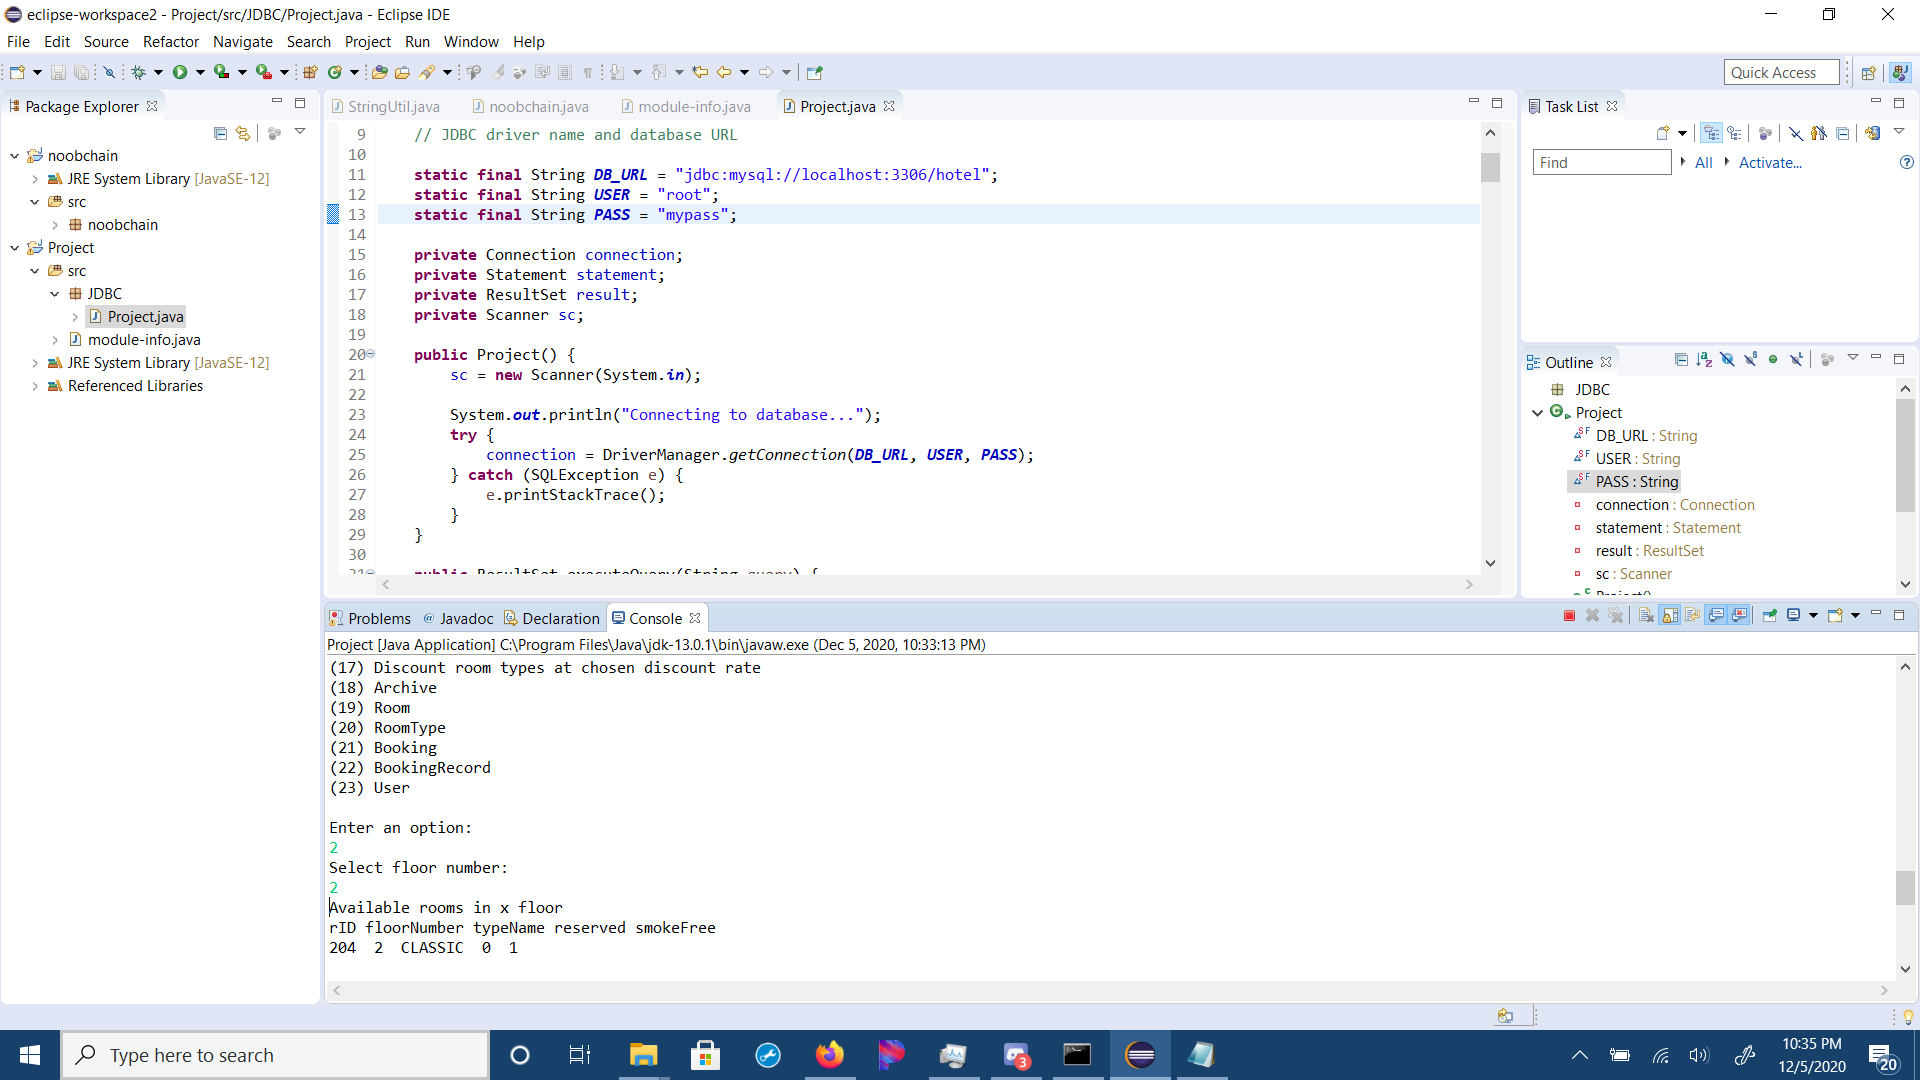 eclipse-workspace2 - Project/src/JDBC/Project.java - Eclipse IDE
File Edit Source Refactor Navigate Search Project Run Window Help
Quick Access
Package Explorer
noobchain
JRE System Library [JavaSE-12]
src
noobchain
Project
src
JDBC
Project.java
module-info.java
JRE System Library [JavaSE-12]
Referenced Libraries
StringUtil.java noobchain.java module-info.java Project.java
9 // JDBC driver name and database URL
10
11 static final String DB_URL = "jdbc:mysql://localhost:3306/hotel";
12 static final String USER = "root";
13 static final String PASS = "mypass";
14
15 private Connection connection;
16 private Statement statement;
17 private ResultSet result;
18 private Scanner sc;
19
20 public Project() {
21 sc = new Scanner(System.in);
22
23 System.out.println("Connecting to database...");
24 try {
25 connection = DriverManager.getConnection(DB_URL, USER, PASS);
26 } catch (SQLException e) {
27 e.printStackTrace();
28 }
29 }
30
31 public ResultSet executeQuery(String query) {
Task List
Find All Activate...
Outline
JDBC
Project
DB_URL : String
USER : String
PASS : String
connection : Connection
statement : Statement
result : ResultSet
sc : Scanner
Project()
Problems @ Javadoc Declaration Console
Project [Java Application] C:\Program Files\Java\jdk-13.0.1\bin\javaw.exe (Dec 5, 2020, 10:33:13 PM)
(17) Discount room types at chosen discount rate
(18) Archive
(19) Room
(20) RoomType
(21) Booking
(22) BookingRecord
(23) User
Enter an option:
2
Select floor number:
2
Available rooms in x floor
rID floorNumber typeName reserved smokeFree
204 2 CLASSIC 0 1
Type here to search
3
10:35 PM
12/5/2020
20